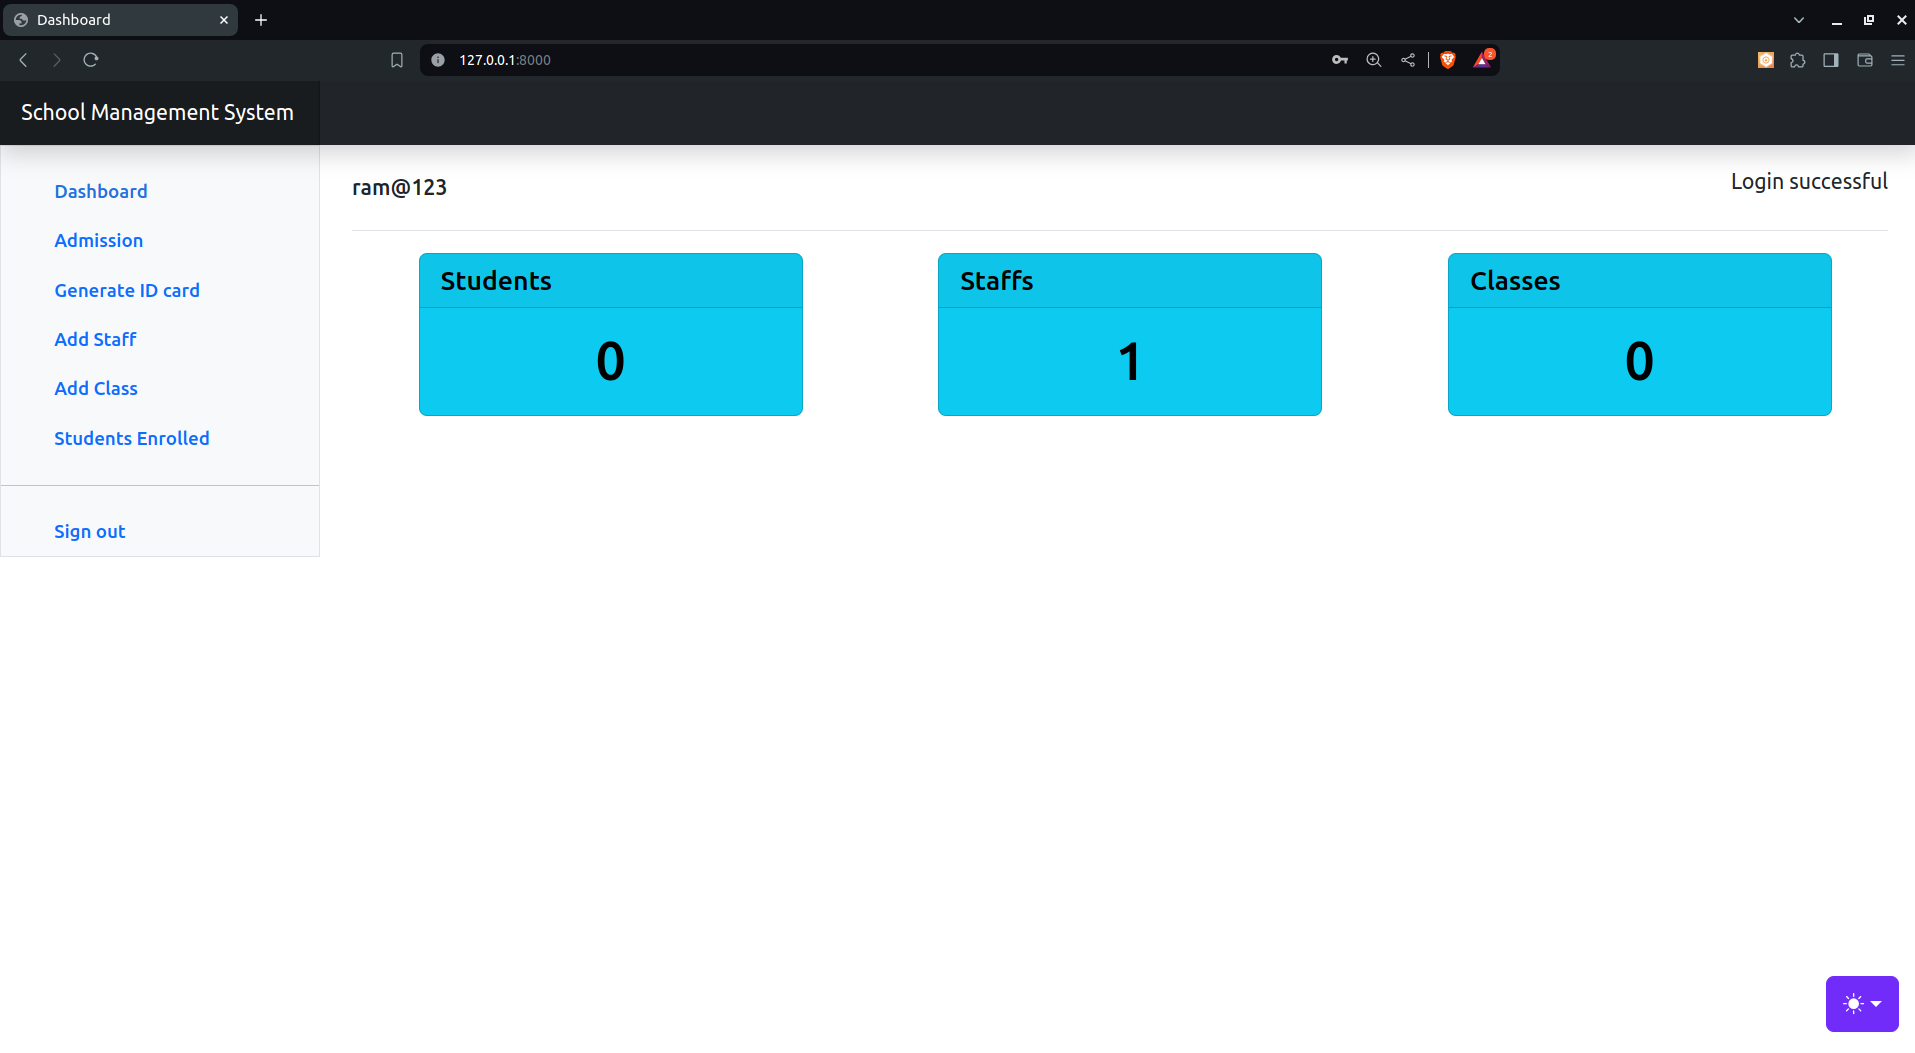 Dashboard
127.0.0.1:8000
2
School Management System
Dashboard
Admission
Generate ID card
Add Staff
Add Class
Students Enrolled
Sign out
ram@123
Login successful
Students
0
Staffs
1
Classes
0